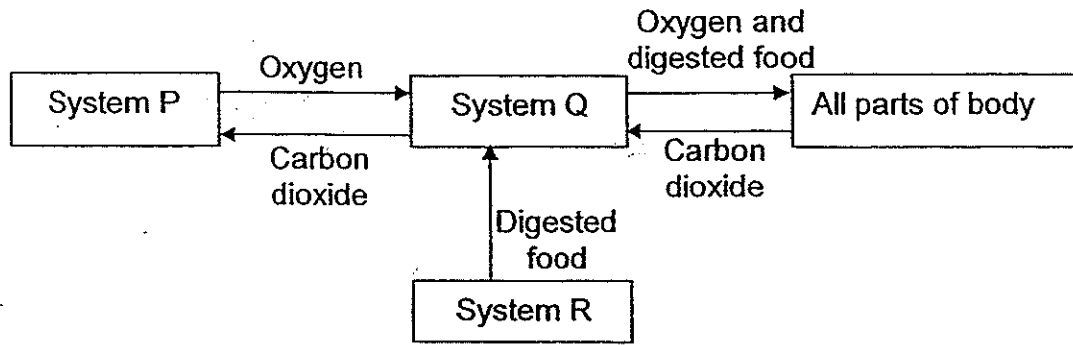 Oxygen and
digested food
Oxygen
System P
System Q
All parts of body
Carbon
dioxide
Carbon
dioxide
Digested
food
System R